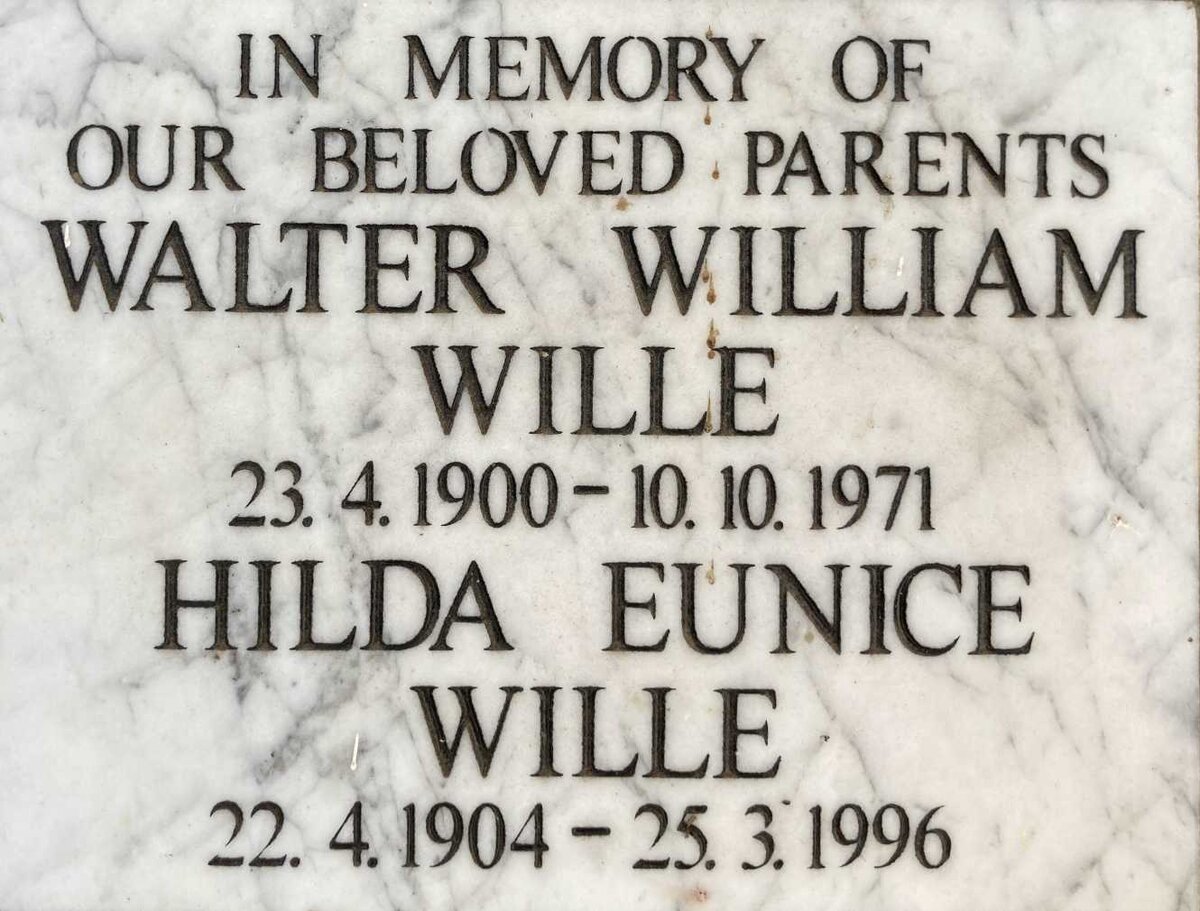 IN MEMORY OF
OUR BELOVED PARENTS
WALTER WILLIAM
WILLE
23. 4. 1900 – 10. 10. 1971
HILDA EUNICE
WILLE
22. 4. 1904 – 25. 3. 1996